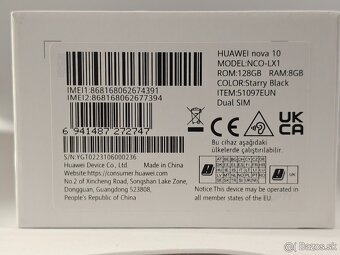 HUAWEI nova 10
MODEL:NCO-LX1
ROM:128GB RAM:8GB
COLOR:Starry Black
ITEM:51097EUN
Dual SIM
IMEI1:868168062674391
IMEI2:868168062677394
6 941487 272747
S/N:YGT0223106000236
Huawei Device Co., Ltd.
Made in China
Website: https://consumer.huawei.com
No.2 of Xincheng Road, Songshan Lake Zone,
Dongguan, Guangdong 523808,
People's Republic of China
CE
UK
CA
Bu cihaz aşağıdaki
ülkelerde çalıştırılabilir.
Notice:This device may be operated in
all member states of the EU.
bazar.sk